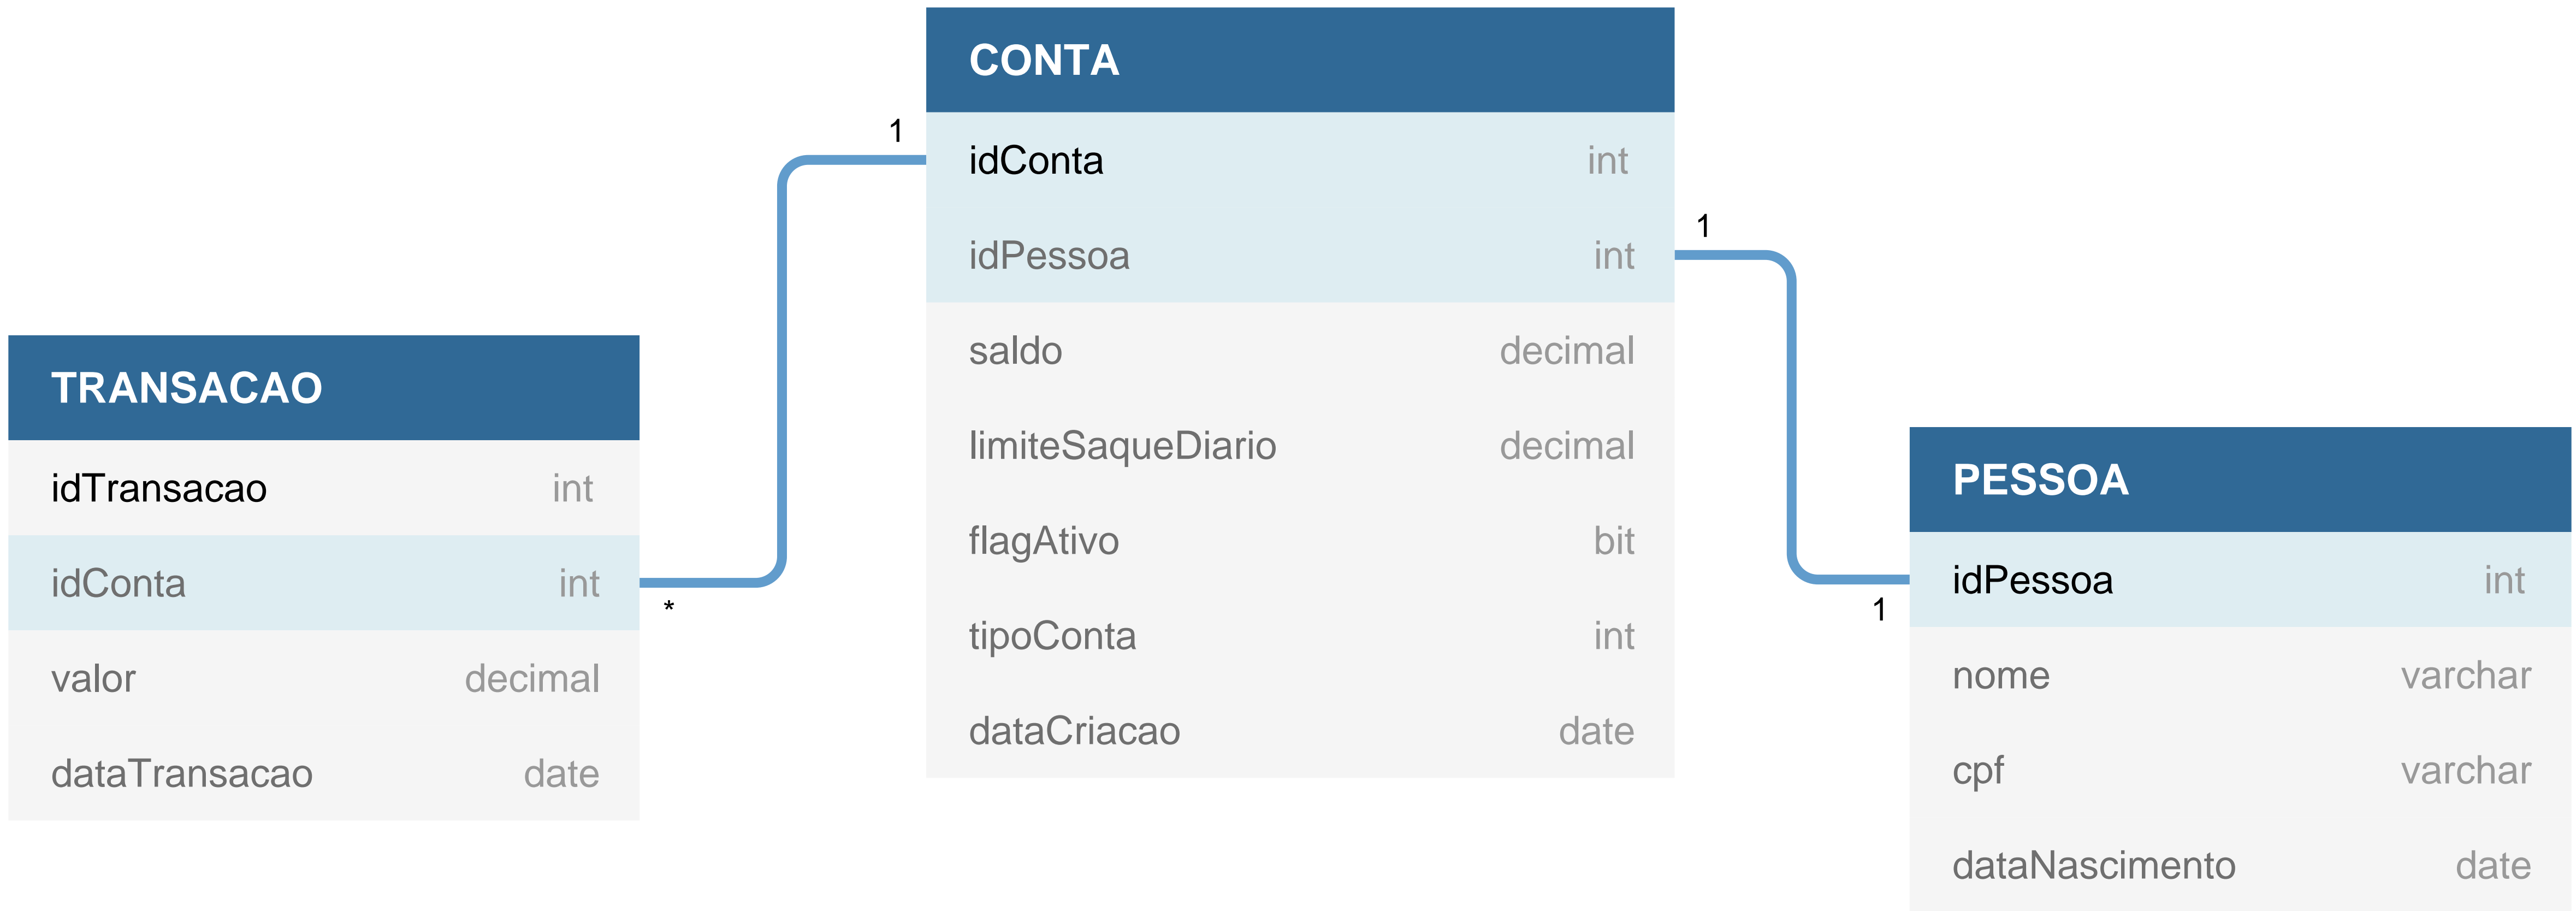 TRANSACAO
idTransacao int
idConta int
valor decimal
dataTransacao date
*
1
CONTA
idConta int
idPessoa int
saldo decimal
limiteSaqueDiario decimal
flagAtivo bit
tipoConta int
dataCriacao date
1
1
PESSOA
idPessoa int
nome varchar
cpf varchar
dataNascimento date